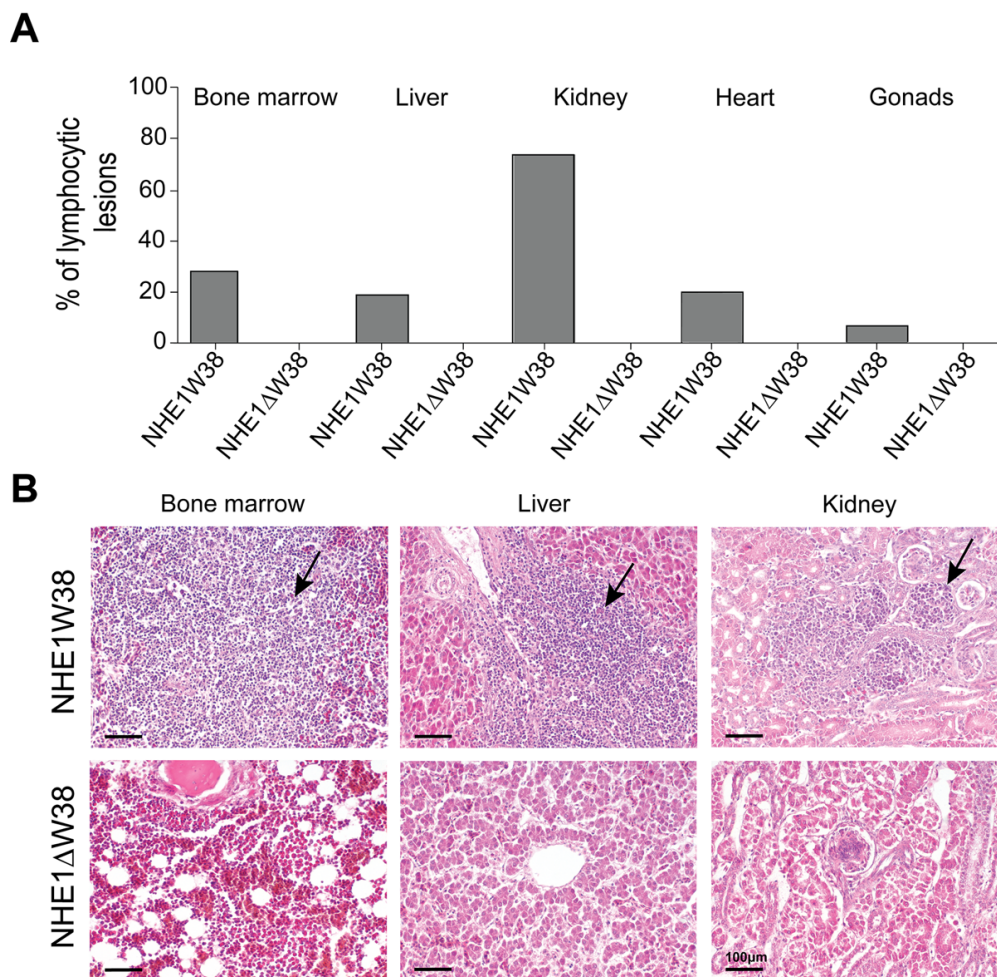 A
Bone marrow Liver Kidney Heart Gonads
% of lymphocytic
lesions
100
80
60
40
20
0
NHE1W38 NHE1ΔW38 NHE1W38 NHE1ΔW38 NHE1W38 NHE1ΔW38 NHE1W38 NHE1ΔW38 NHE1W38 NHE1ΔW38
B
Bone marrow Liver Kidney
NHE1W38
NHE1ΔW38
100µm